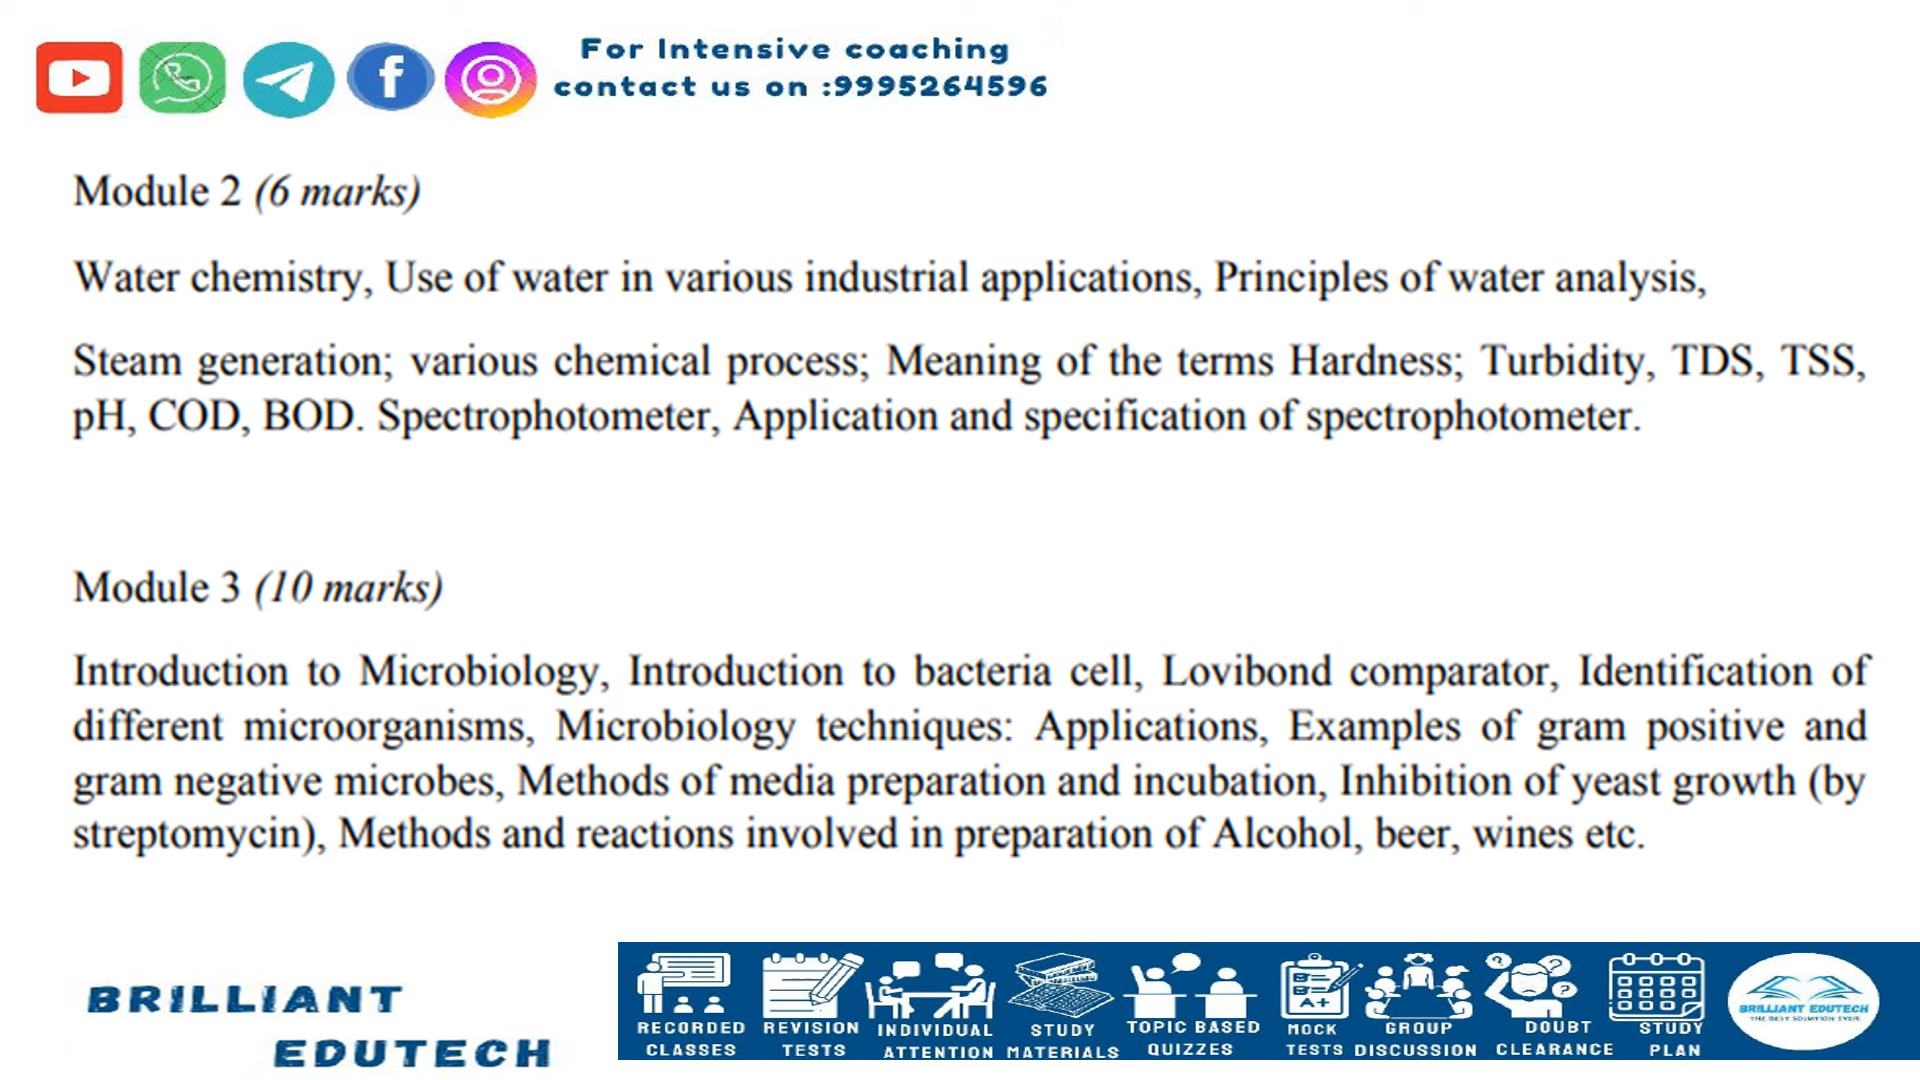 For Intensive coaching
contact us on :9995264596
Module 2 (6 marks)
Water chemistry, Use of water in various industrial applications, Principles of water analysis,
Steam generation; various chemical process; Meaning of the terms Hardness; Turbidity, TDS, TSS,
pH, COD, BOD. Spectrophotometer, Application and specification of spectrophotometer.
Module 3 (10 marks)
Introduction to Microbiology, Introduction to bacteria cell, Lovibond comparator, Identification of
different microorganisms, Microbiology techniques: Applications, Examples of gram positive and
gram negative microbes, Methods of media preparation and incubation, Inhibition of yeast growth (by
streptomycin), Methods and reactions involved in preparation of Alcohol, beer, wines etc.
BRILLIANT
EDUTECH
RECORDED
CLASSES
REVISION
TESTS
INDIVIDUAL
ATTENTION
STUDY
MATERIALS
TOPIC BASED
QUIZZES
A+
MOCK
TESTS
GROUP
DISCUSSION
DOUBT
CLEARANCE
STUDY
PLAN
BRILLIANT EDUTECH
THE BEST SOLUTION EVER